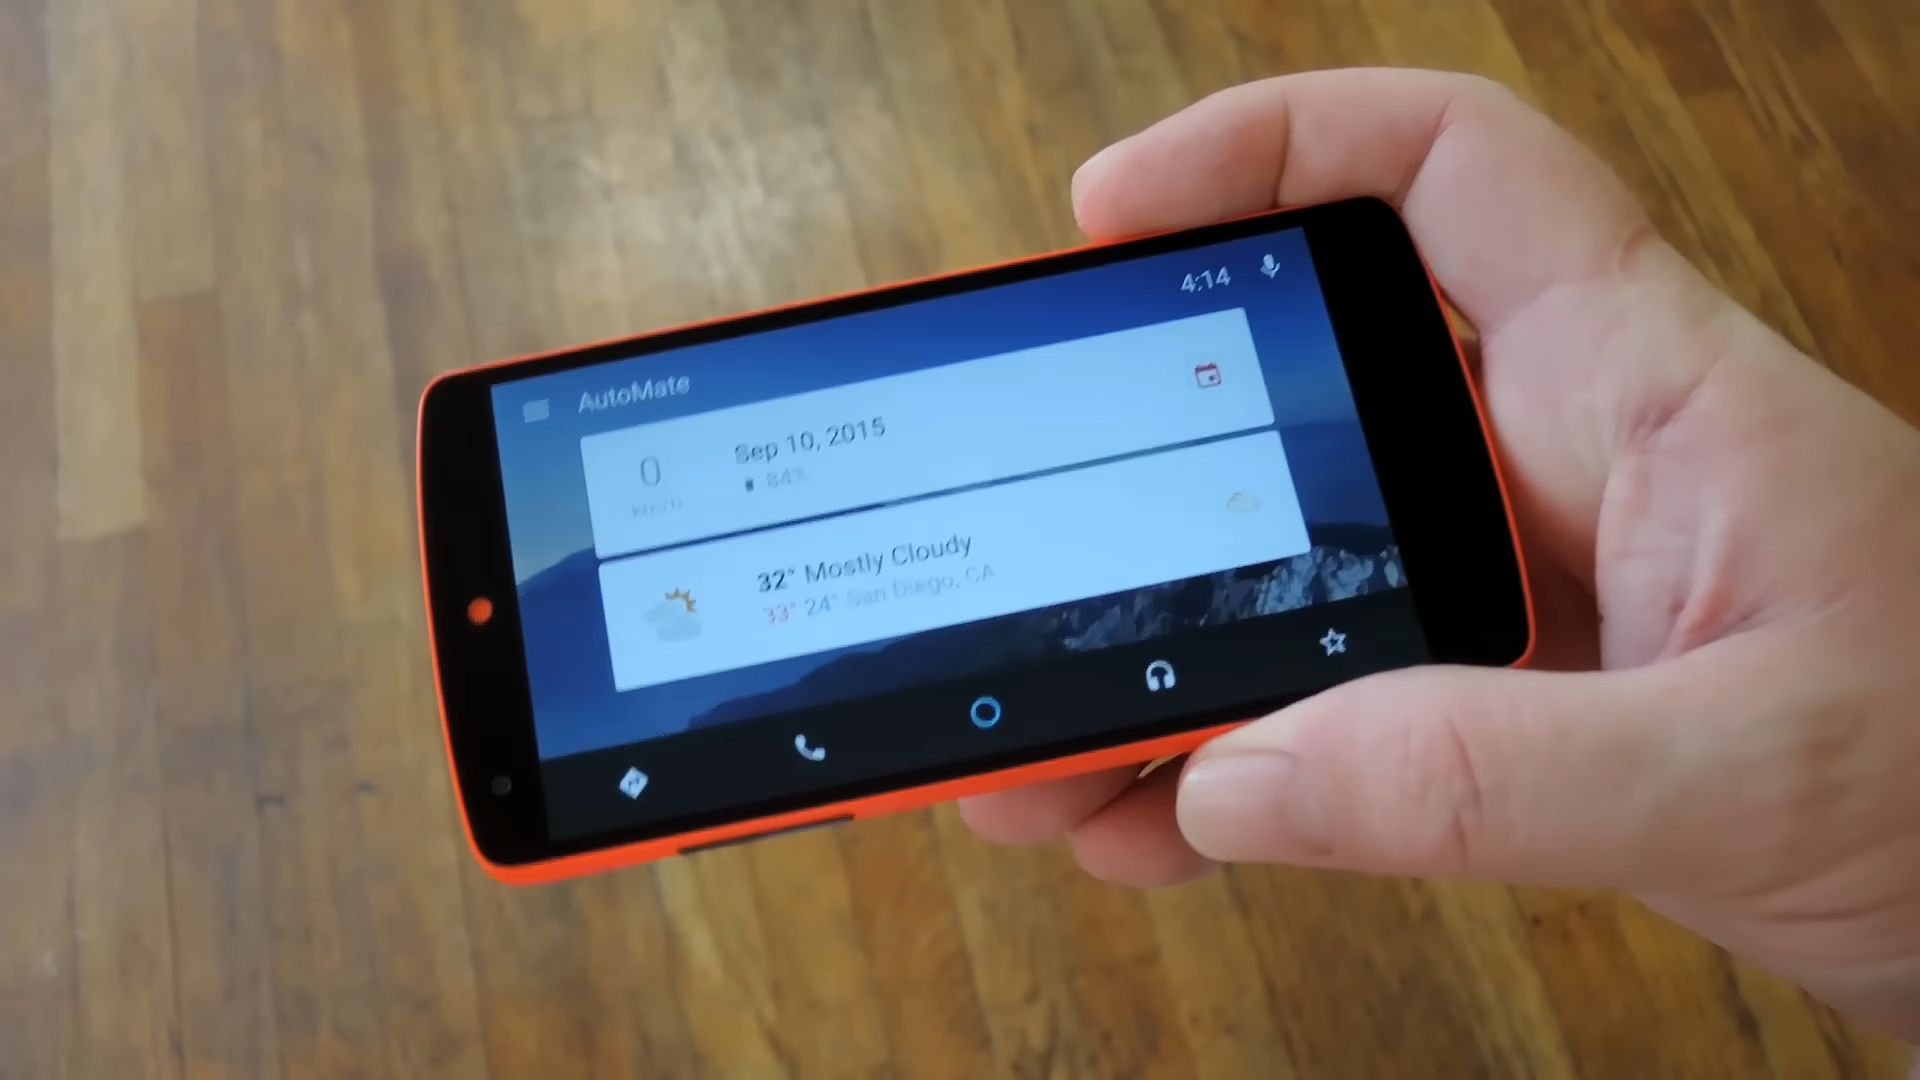 4:14
AutoMate
0
km/h
Sep 10, 2015
84%
32° Mostly Cloudy
33° 24° San Diego, CA